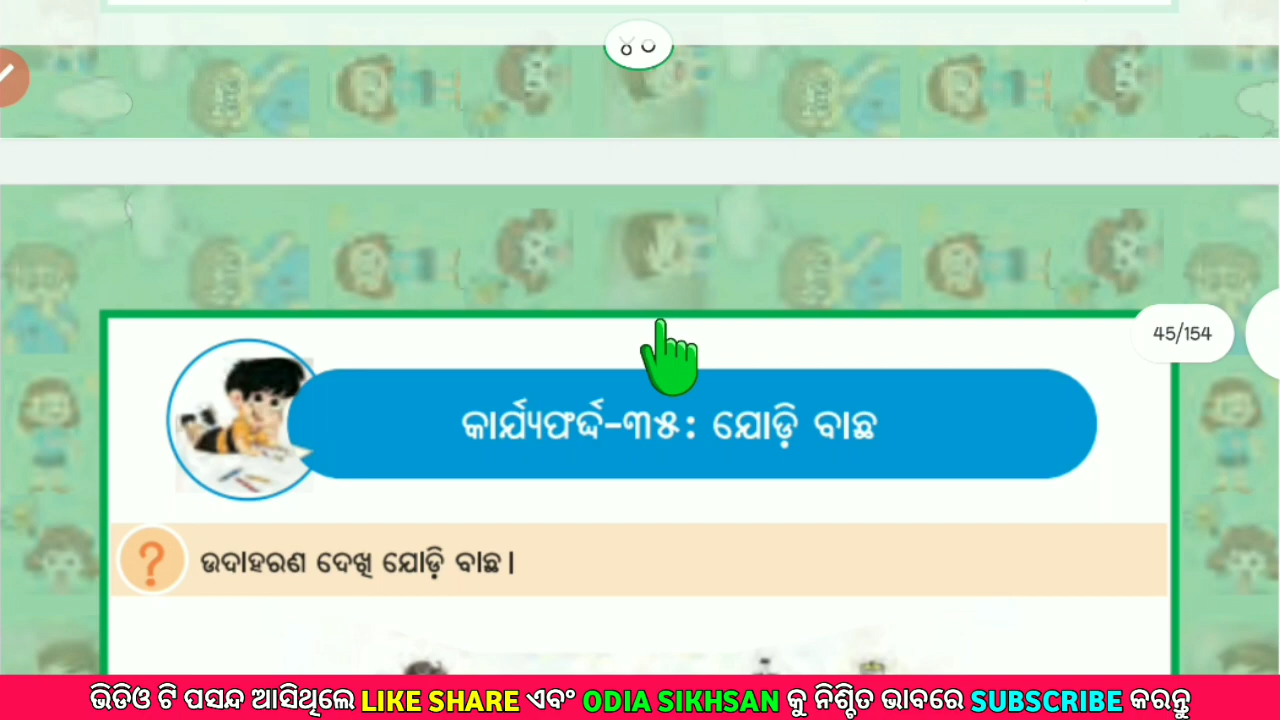 ୪୦
45/154
କାର୍ଯ୍ୟଫର୍ଦ୍ଦ-୩୫: ଯୋଡ଼ି ବାଛ
?
ଉଦାହରଣ ଦେଖି ଯୋଡ଼ି ବାଛ।
ଭିଡିଓ ଟି ପସନ୍ଦ ଆସିଥିଲେ LIKE SHARE ଏବଂ ODIA SIKHSAN କୁ ନିଶ୍ଚିତ ଭାବରେ SUBSCRIBE କରନ୍ତୁ